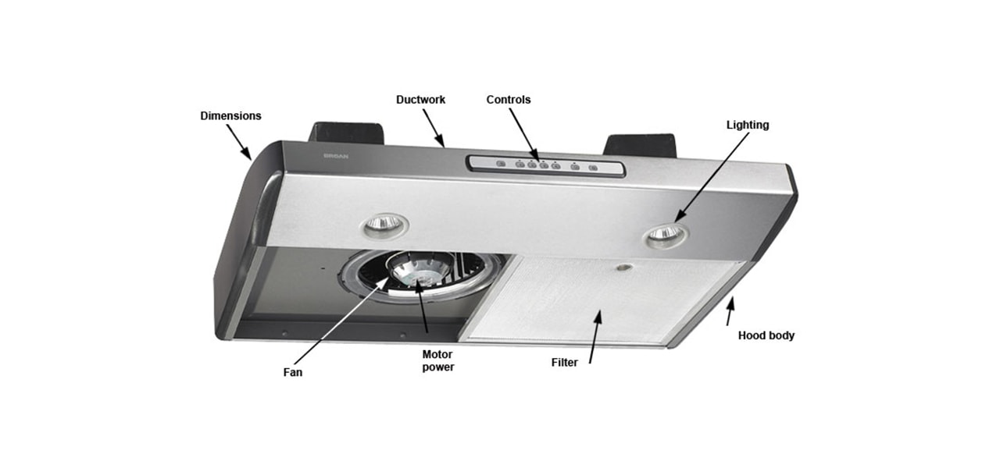 Ductwork
Controls
Dimensions
Lighting
BROAN
Hood body
Motor
power
Filter
Fan